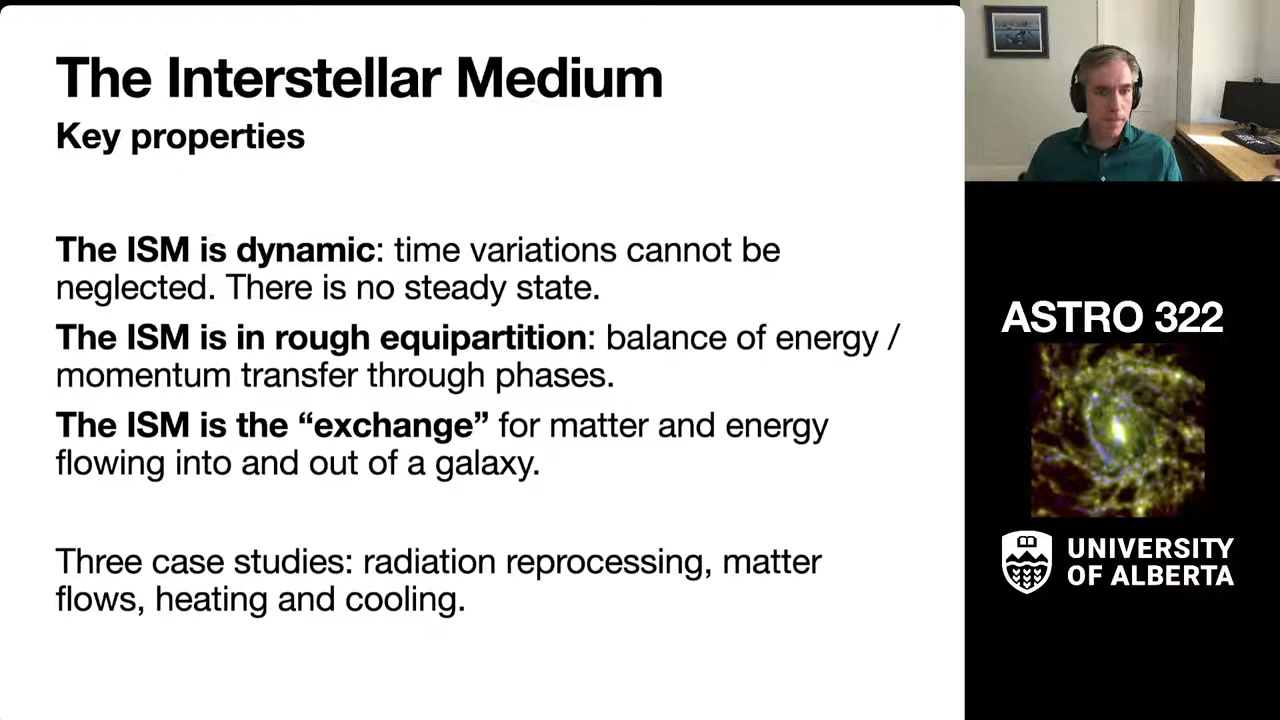 The Interstellar Medium
Key properties
The ISM is dynamic: time variations cannot be
neglected. There is no steady state.
The ISM is in rough equipartition: balance of energy /
momentum transfer through phases.
The ISM is the “exchange” for matter and energy
flowing into and out of a galaxy.
Three case studies: radiation reprocessing, matter
flows, heating and cooling.
ASTRO 322
UNIVERSITY
OF ALBERTA